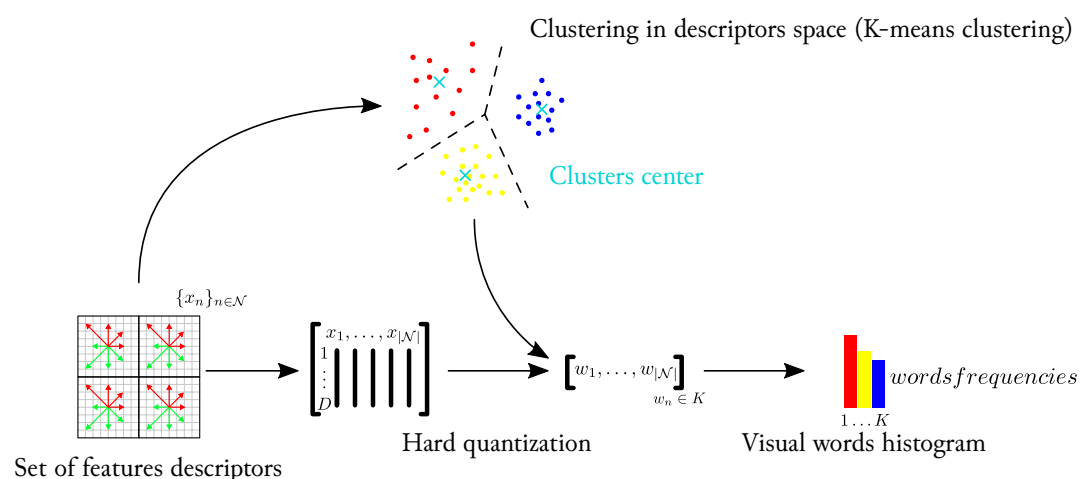 Clustering in descriptors space (K-means clustering)
Clusters center
{x_n}_{n∈𝒩}
x_1, . . . , x_{|𝒩|}
1
⋮
D
[w_1, . . . , w_{|𝒩|}]
w_n ∈ K
wordsfrequencies
1 . . . K
Hard quantization
Visual words histogram
Set of features descriptors